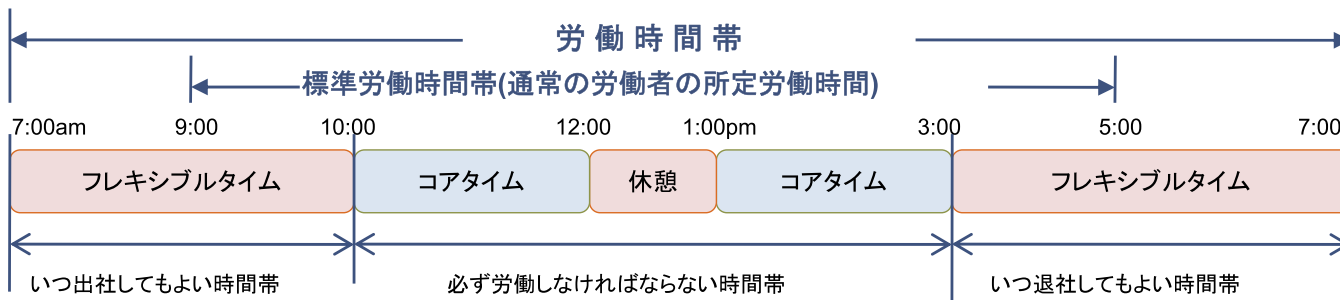 労働時間帯
標準労働時間帯(通常の労働者の所定労働時間)
7:00am 9:00 10:00 12:00 1:00pm 3:00 5:00 7:00
フレキシブルタイム コアタイム 休憩 コアタイム フレキシブルタイム
いつ出社してもよい時間帯 必ず労働しなければならない時間帯 いつ退社してもよい時間帯